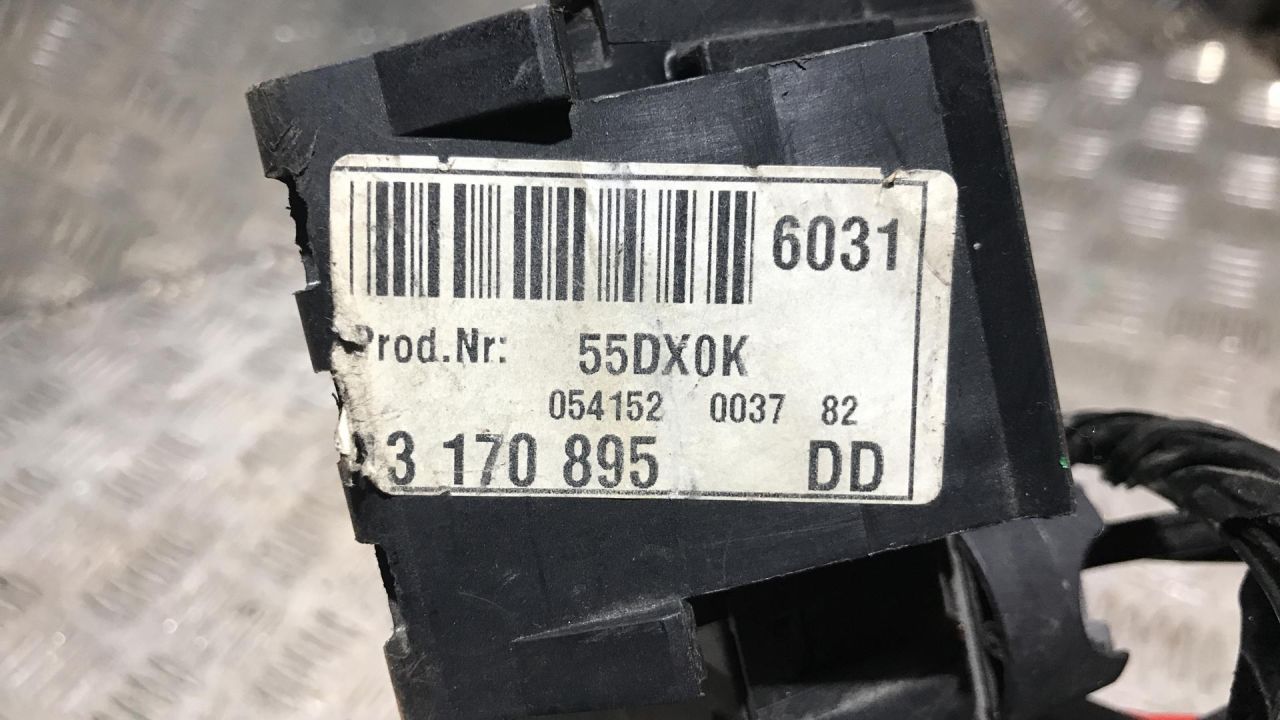 6031
Prod.Nr: 55DX0K
054152 0037 82
3 170 895 DD